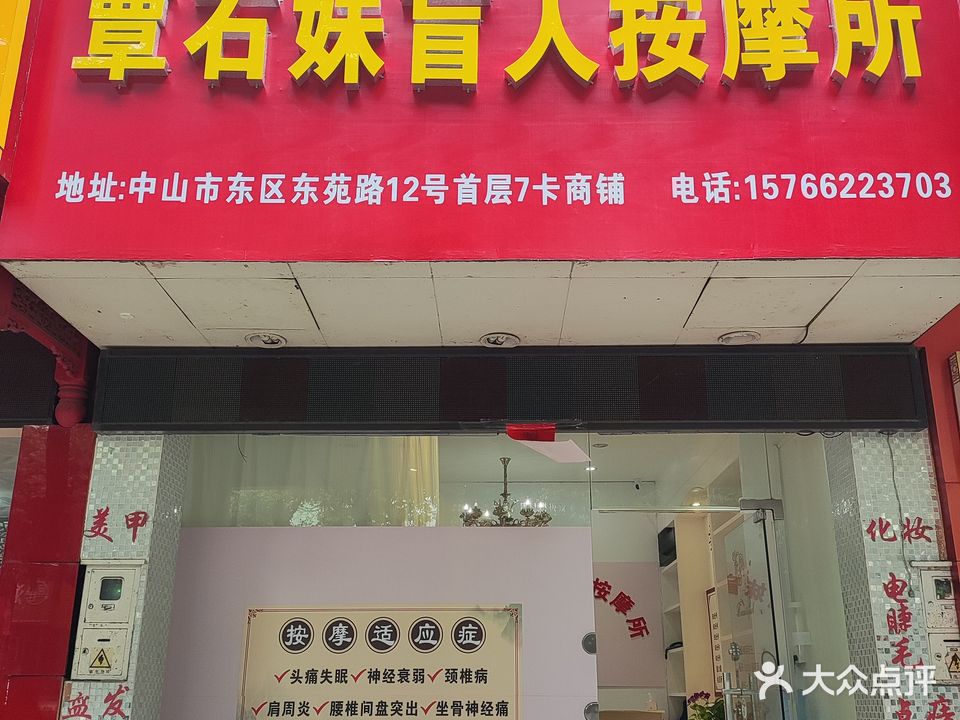 覃石妹盲人按摩所
地址:中山市东区东苑路12号首层7卡商铺 电话:15766223703
美甲
化妆
电睫毛
按摩所
按摩适应症
✓头痛失眠 ✓神经衰弱 ✓颈椎病
✓肩周炎 ✓腰椎间盘突出 ✓坐骨神经痛
盘发
大众点评